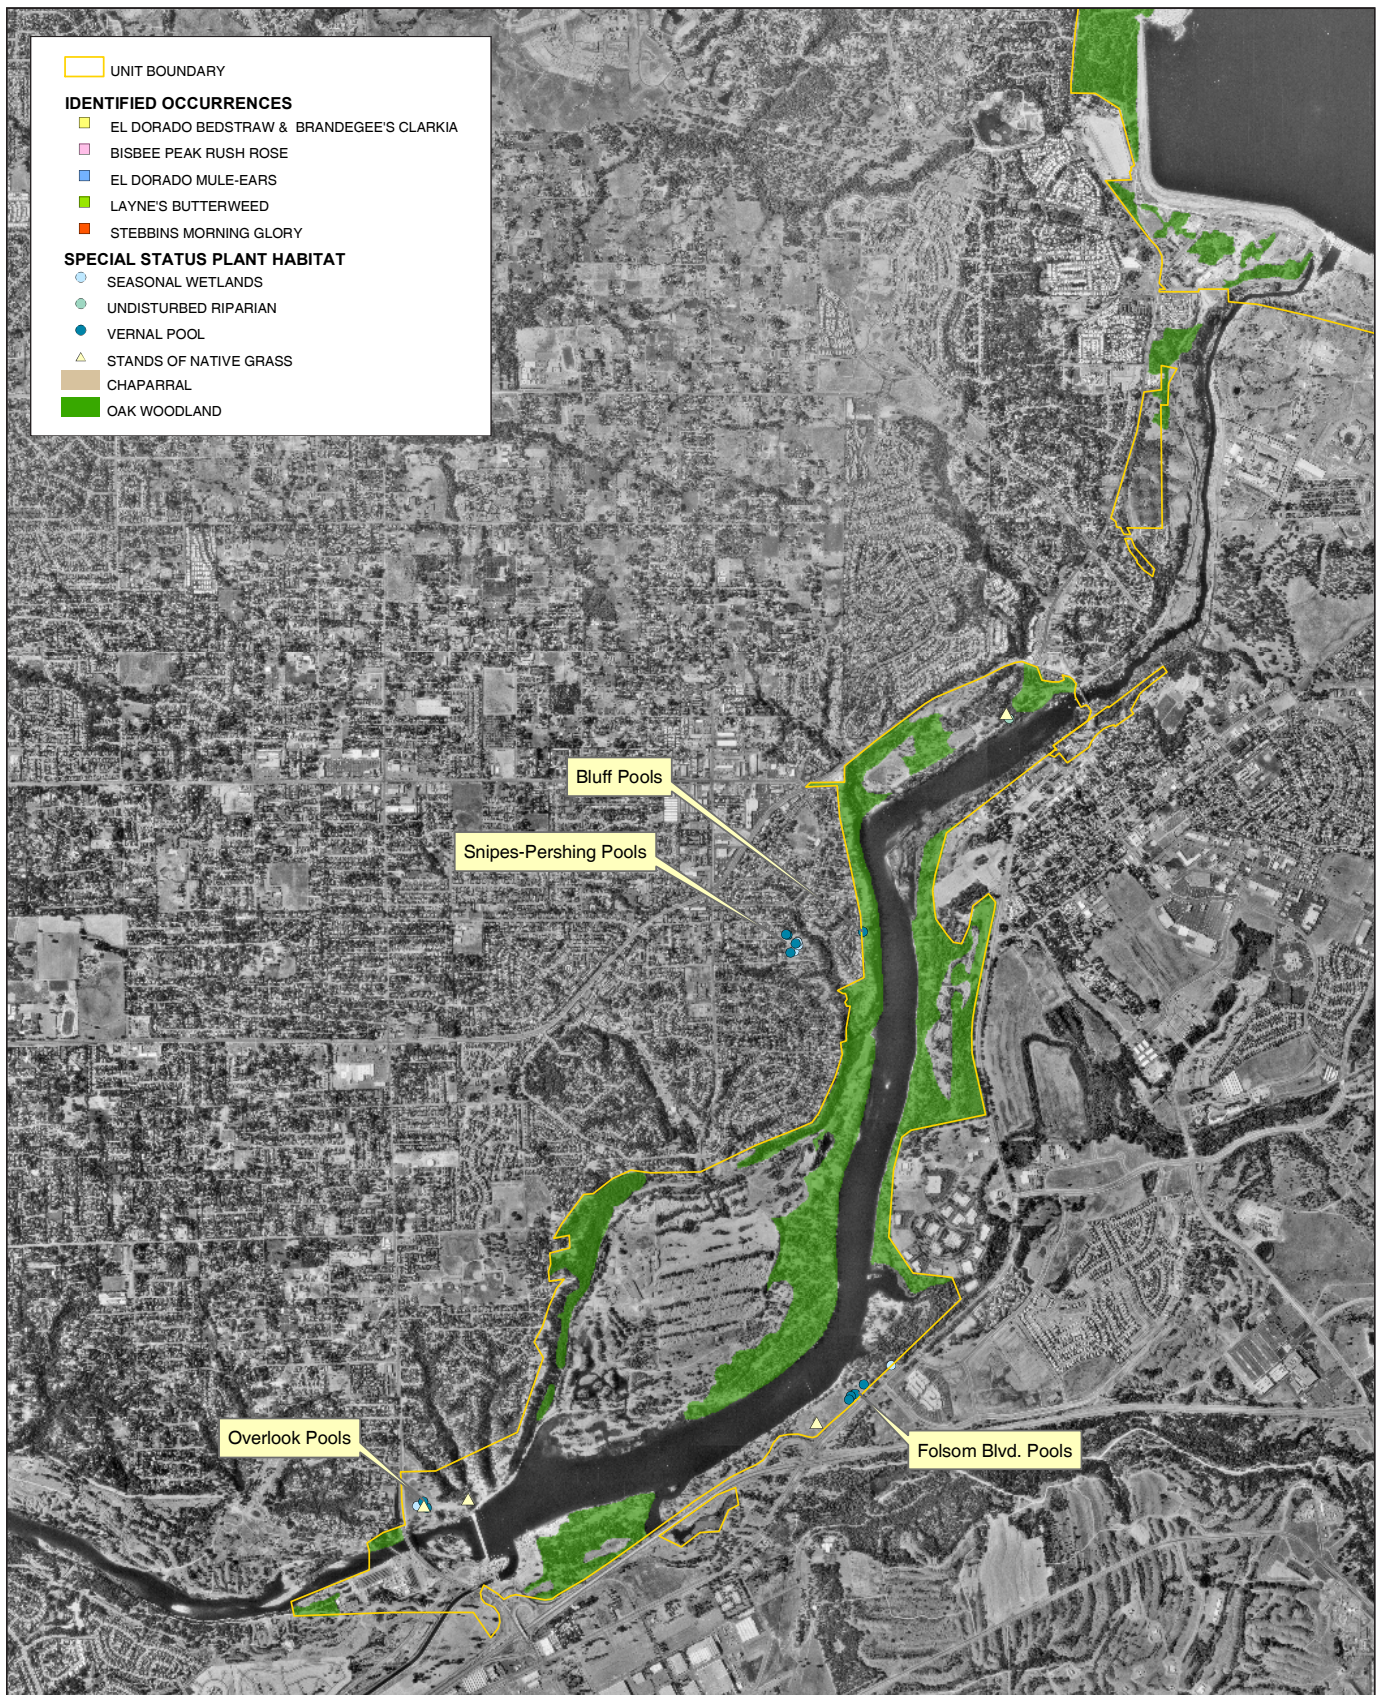 UNIT BOUNDARY
IDENTIFIED OCCURRENCES
EL DORADO BEDSTRAW & BRANDEGEE'S CLARKIA
BISBEE PEAK RUSH ROSE
EL DORADO MULE-EARS
LAYNE'S BUTTERWEED
STEBBINS MORNING GLORY
SPECIAL STATUS PLANT HABITAT
SEASONAL WETLANDS
UNDISTURBED RIPARIAN
VERNAL POOL
STANDS OF NATIVE GRASS
CHAPARRAL
OAK WOODLAND
Bluff Pools
Snipes-Pershing Pools
Overlook Pools
Folsom Blvd. Pools